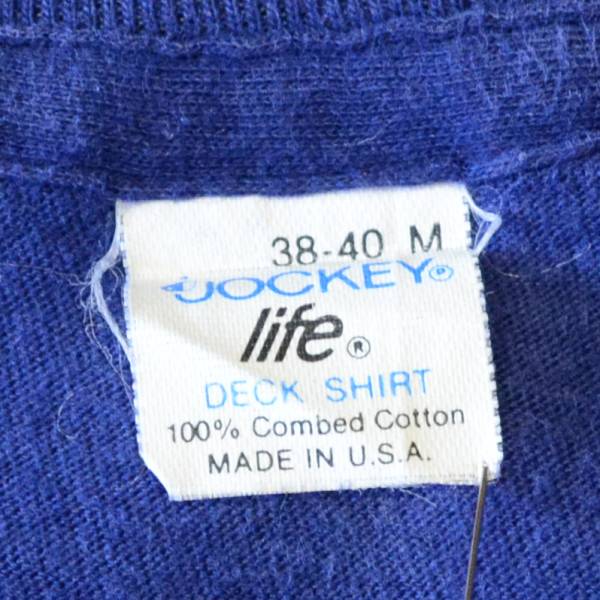 38-40 M
JOCKEY®
life®
DECK SHIRT
100% Combed Cotton
MADE IN U.S.A.